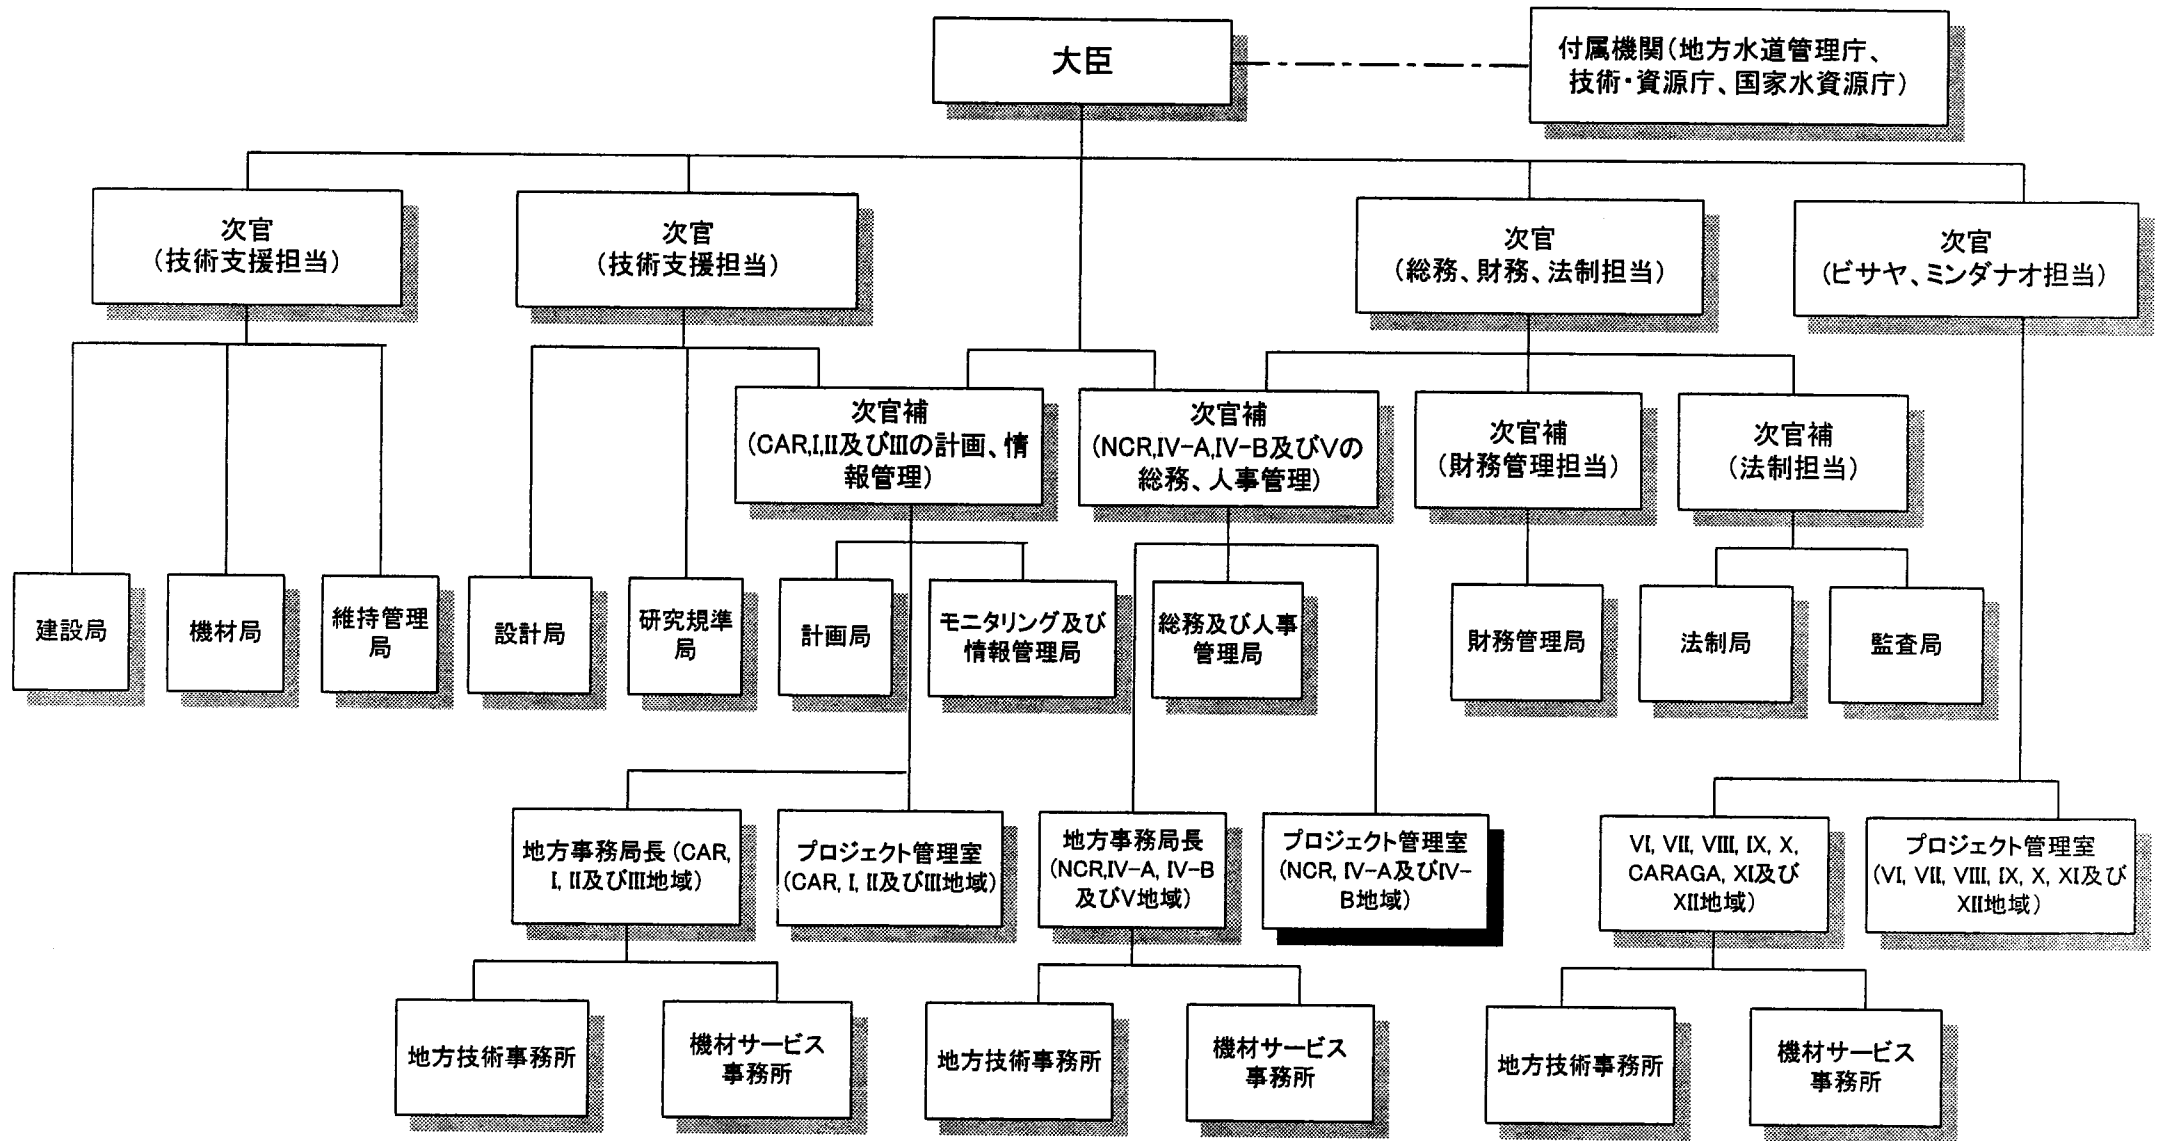 大臣
付属機関(地方水道管理庁、
技術・資源庁、国家水資源庁)
次官
(技術支援担当)
次官
(技術支援担当)
次官
(総務、財務、法制担当)
次官
(ビサヤ、ミンダナオ担当)
次官補
(CAR,I,II及びIIIの計画、情
報管理)
次官補
(NCR,IV-A,IV-B及びVの
総務、人事管理)
次官補
(財務管理担当)
次官補
(法制担当)
建設局
機材局
維持管理
局
設計局
研究規準
局
計画局
モニタリング及び
情報管理局
総務及び人事
管理局
財務管理局
法制局
監査局
地方事務局長 (CAR,
I, II及びIII地域)
プロジェクト管理室
(CAR, I, II及びIII地域)
地方事務局長
(NCR,IV-A, IV-B
及びV地域)
プロジェクト管理室
(NCR, IV-A及びIV-
B地域)
VI, VII, VIII, IX, X,
CARAGA, XI及び
XII地域)
プロジェクト管理室
(VI, VII, VIII, IX, X, XI及び
XII地域)
地方技術事務所
機材サービス
事務所
地方技術事務所
機材サービス
事務所
地方技術事務所
機材サービス
事務所